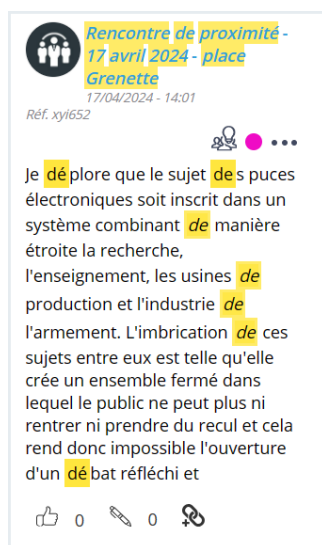 Rencontre de proximité -
17 avril 2024 - place
Grenette
17/04/2024 - 14:01
Réf. xyi652
Je déplore que le sujet des puces
électroniques soit inscrit dans un
système combinant de manière
étroite la recherche,
l'enseignement, les usines de
production et l'industrie de
l'armement. L'imbrication de ces
sujets entre eux est telle qu'elle
crée un ensemble fermé dans
lequel le public ne peut plus ni
rentrer ni prendre du recul et cela
rend donc impossible l'ouverture
d'un débat réfléchi et
0 0